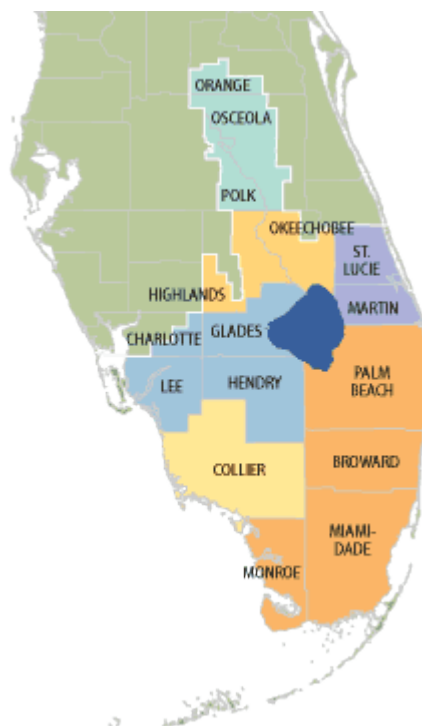 ORANGE
OSCEOLA
POLK
OKEECHOBEE
ST.
LUCIE
HIGHLANDS
MARTIN
CHARLOTTE
GLADES
LEE
HENDRY
PALM
BEACH
COLLIER
BROWARD
MIAMI-
DADE
MONROE